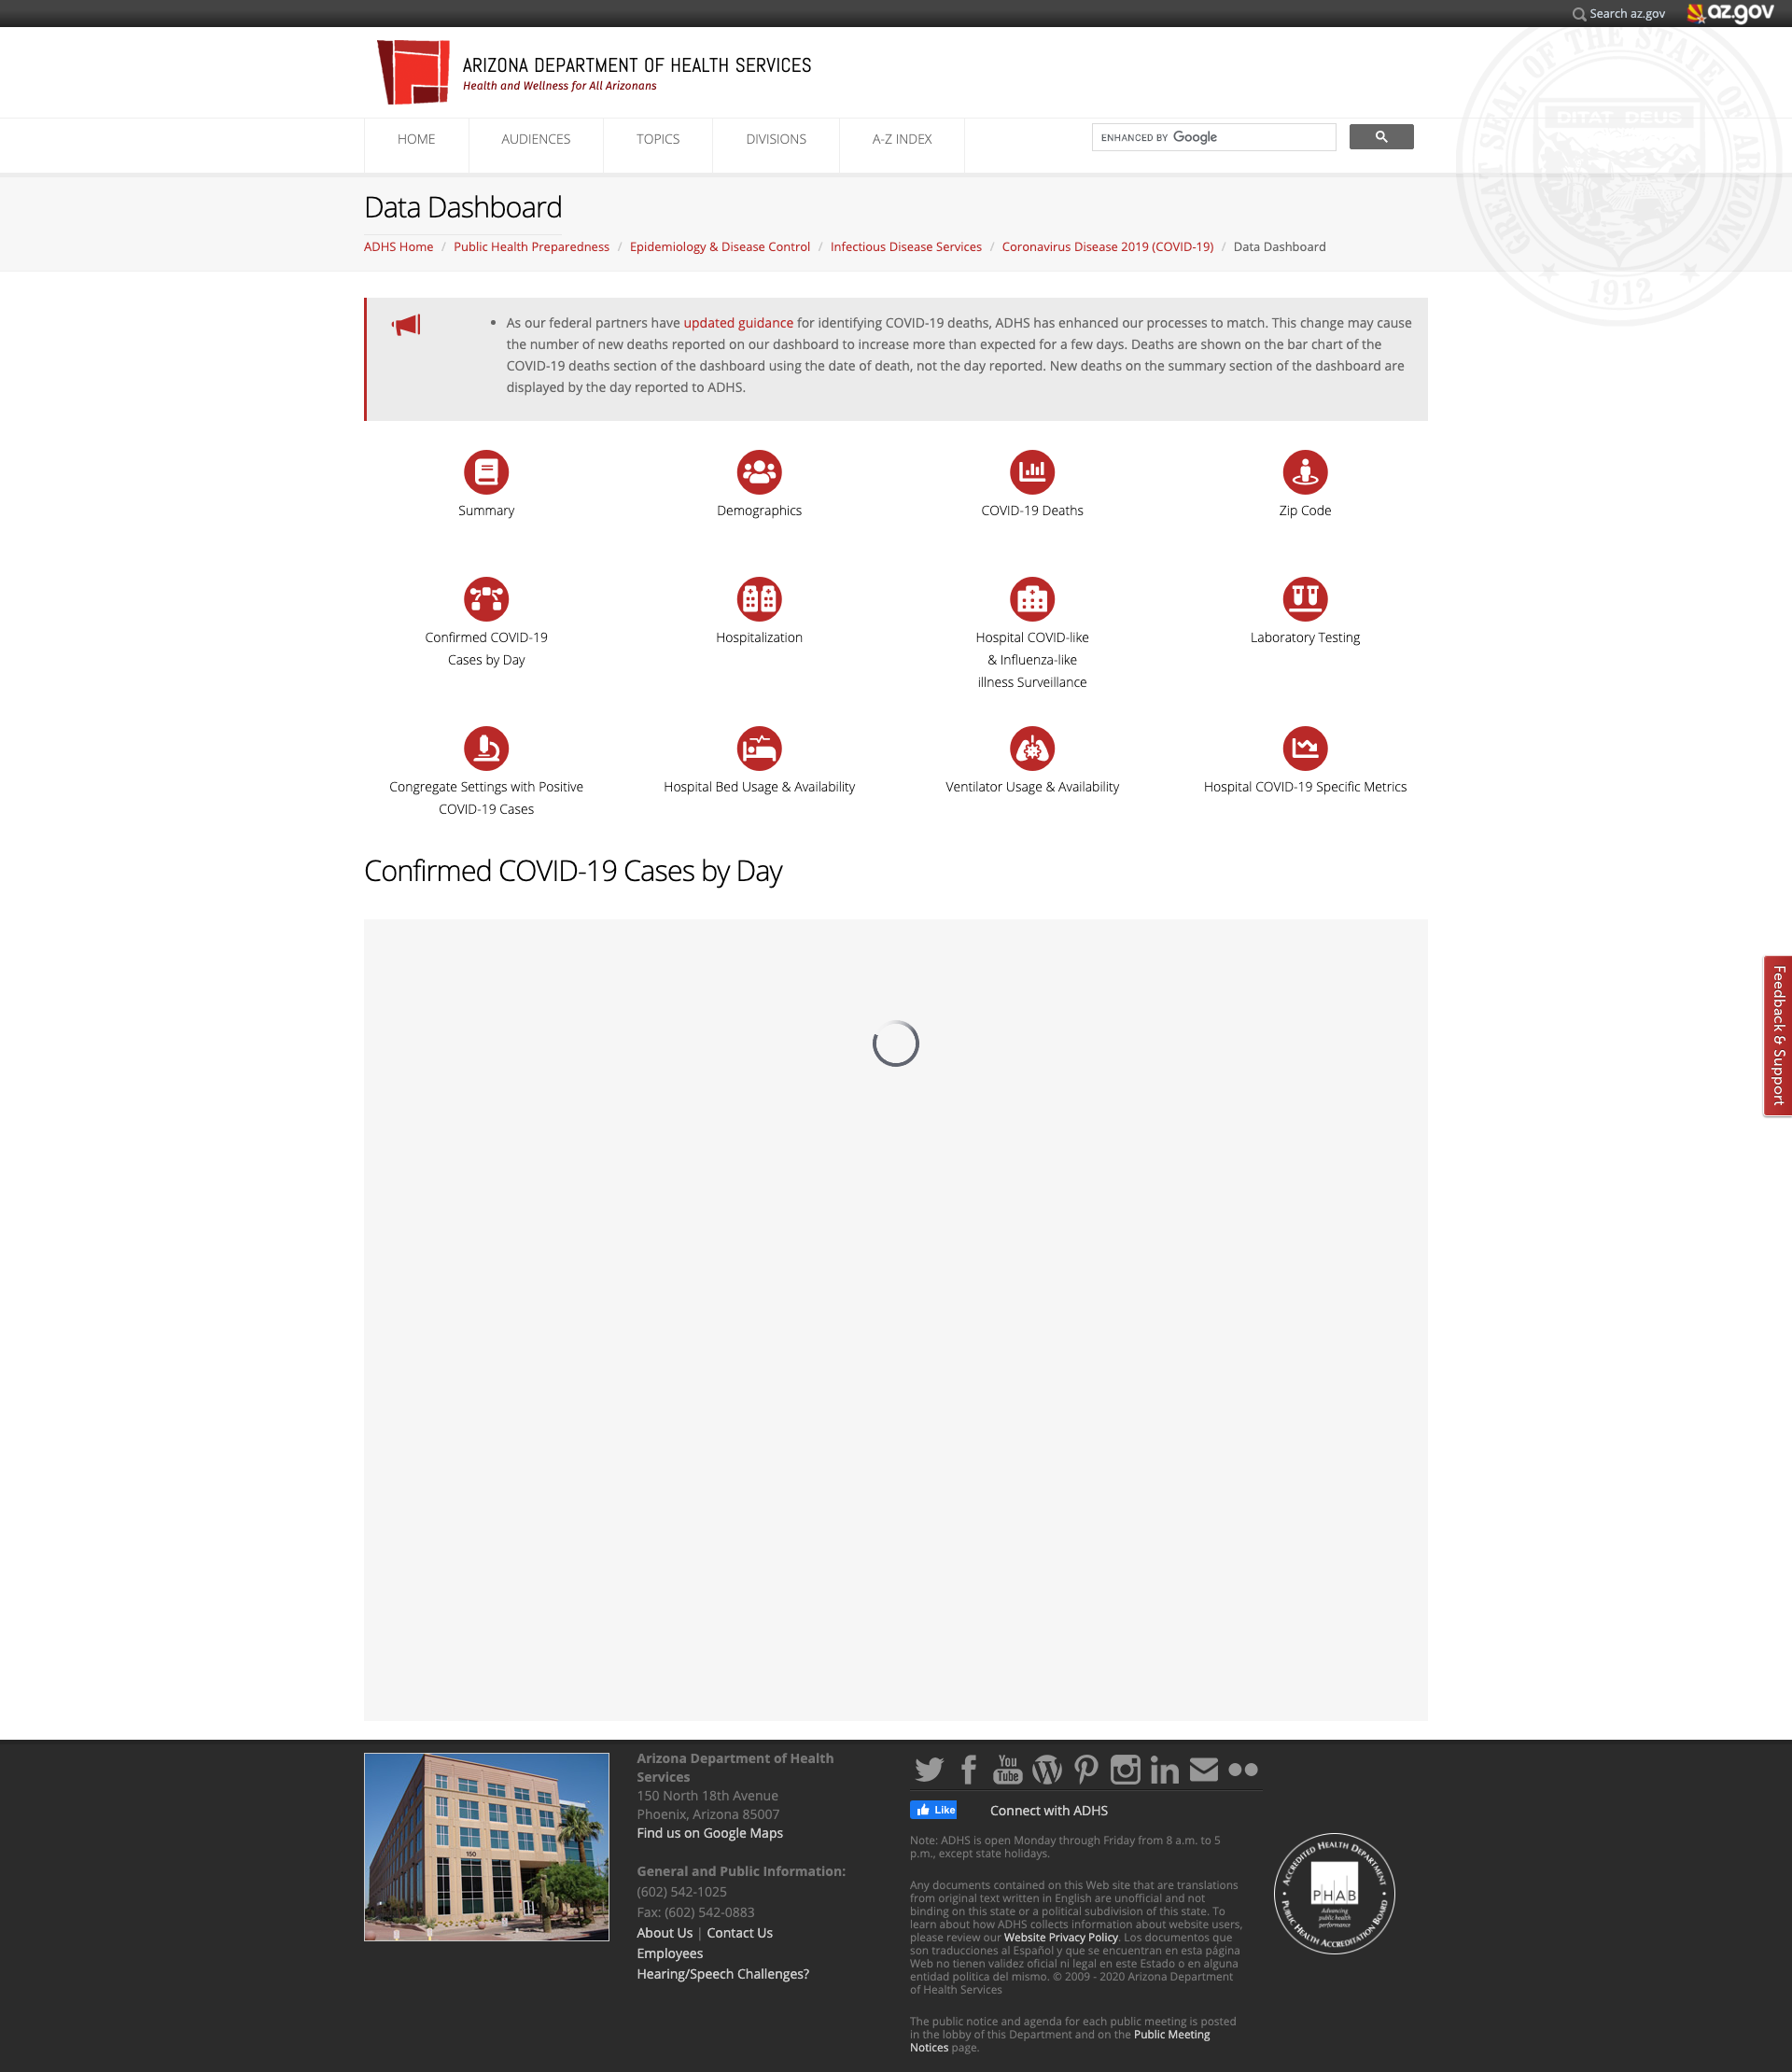 Search az.gov
az.gov
ARIZONA DEPARTMENT OF HEALTH SERVICES
Health and Wellness for All Arizonans
GREAT SEAL OF THE STATE OF ARIZONA
DITAT DEUS
1912
HOME
AUDIENCES
TOPICS
DIVISIONS
A-Z INDEX
ENHANCED BY Google
Data Dashboard
ADHS Home / Public Health Preparedness / Epidemiology & Disease Control / Infectious Disease Services / Coronavirus Disease 2019 (COVID-19) / Data Dashboard
• As our federal partners have updated guidance for identifying COVID-19 deaths, ADHS has enhanced our processes to match. This change may cause
the number of new deaths reported on our dashboard to increase more than expected for a few days. Deaths are shown on the bar chart of the
COVID-19 deaths section of the dashboard using the date of death, not the day reported. New deaths on the summary section of the dashboard are
displayed by the day reported to ADHS.
Summary
Demographics
COVID-19 Deaths
Zip Code
Confirmed COVID-19
Cases by Day
Hospitalization
Hospital COVID-like
& Influenza-like
illness Surveillance
Laboratory Testing
Congregate Settings with Positive
COVID-19 Cases
Hospital Bed Usage & Availability
Ventilator Usage & Availability
Hospital COVID-19 Specific Metrics
Confirmed COVID-19 Cases by Day
Feedback & Support
150
Arizona Department of Health
Services
150 North 18th Avenue
Phoenix, Arizona 85007
Find us on Google Maps
General and Public Information:
(602) 542-1025
Fax: (602) 542-0883
About Us | Contact Us
Employees
Hearing/Speech Challenges?
You
Tube
Like
Connect with ADHS
Note: ADHS is open Monday through Friday from 8 a.m. to 5
p.m., except state holidays.
Any documents contained on this Web site that are translations
from original text written in English are unofficial and not
binding on this state or a political subdivision of this state. To
learn about how ADHS collects information about website users,
please review our Website Privacy Policy. Los documentos que
son traducciones al Español y que se encuentran en esta página
Web no tienen validez oficial ni legal en este Estado o en alguna
entidad politica del mismo. © 2009 - 2020 Arizona Department
of Health Services
The public notice and agenda for each public meeting is posted
in the lobby of this Department and on the Public Meeting
Notices page.
ACCREDITED HEALTH DEPARTMENT
PHAB
Advancing
public health
performance
PUBLIC HEALTH ACCREDITATION BOARD